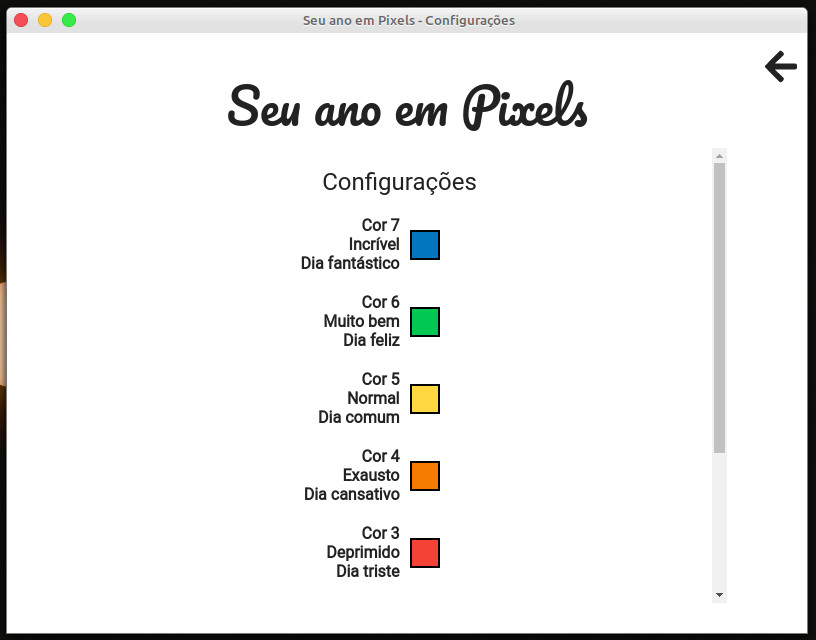 Seu ano em Pixels - Configurações
Seu ano em Pixels
Configurações
Cor 7
Incrível
Dia fantástico
Cor 6
Muito bem
Dia feliz
Cor 5
Normal
Dia comum
Cor 4
Exausto
Dia cansativo
Cor 3
Deprimido
Dia triste